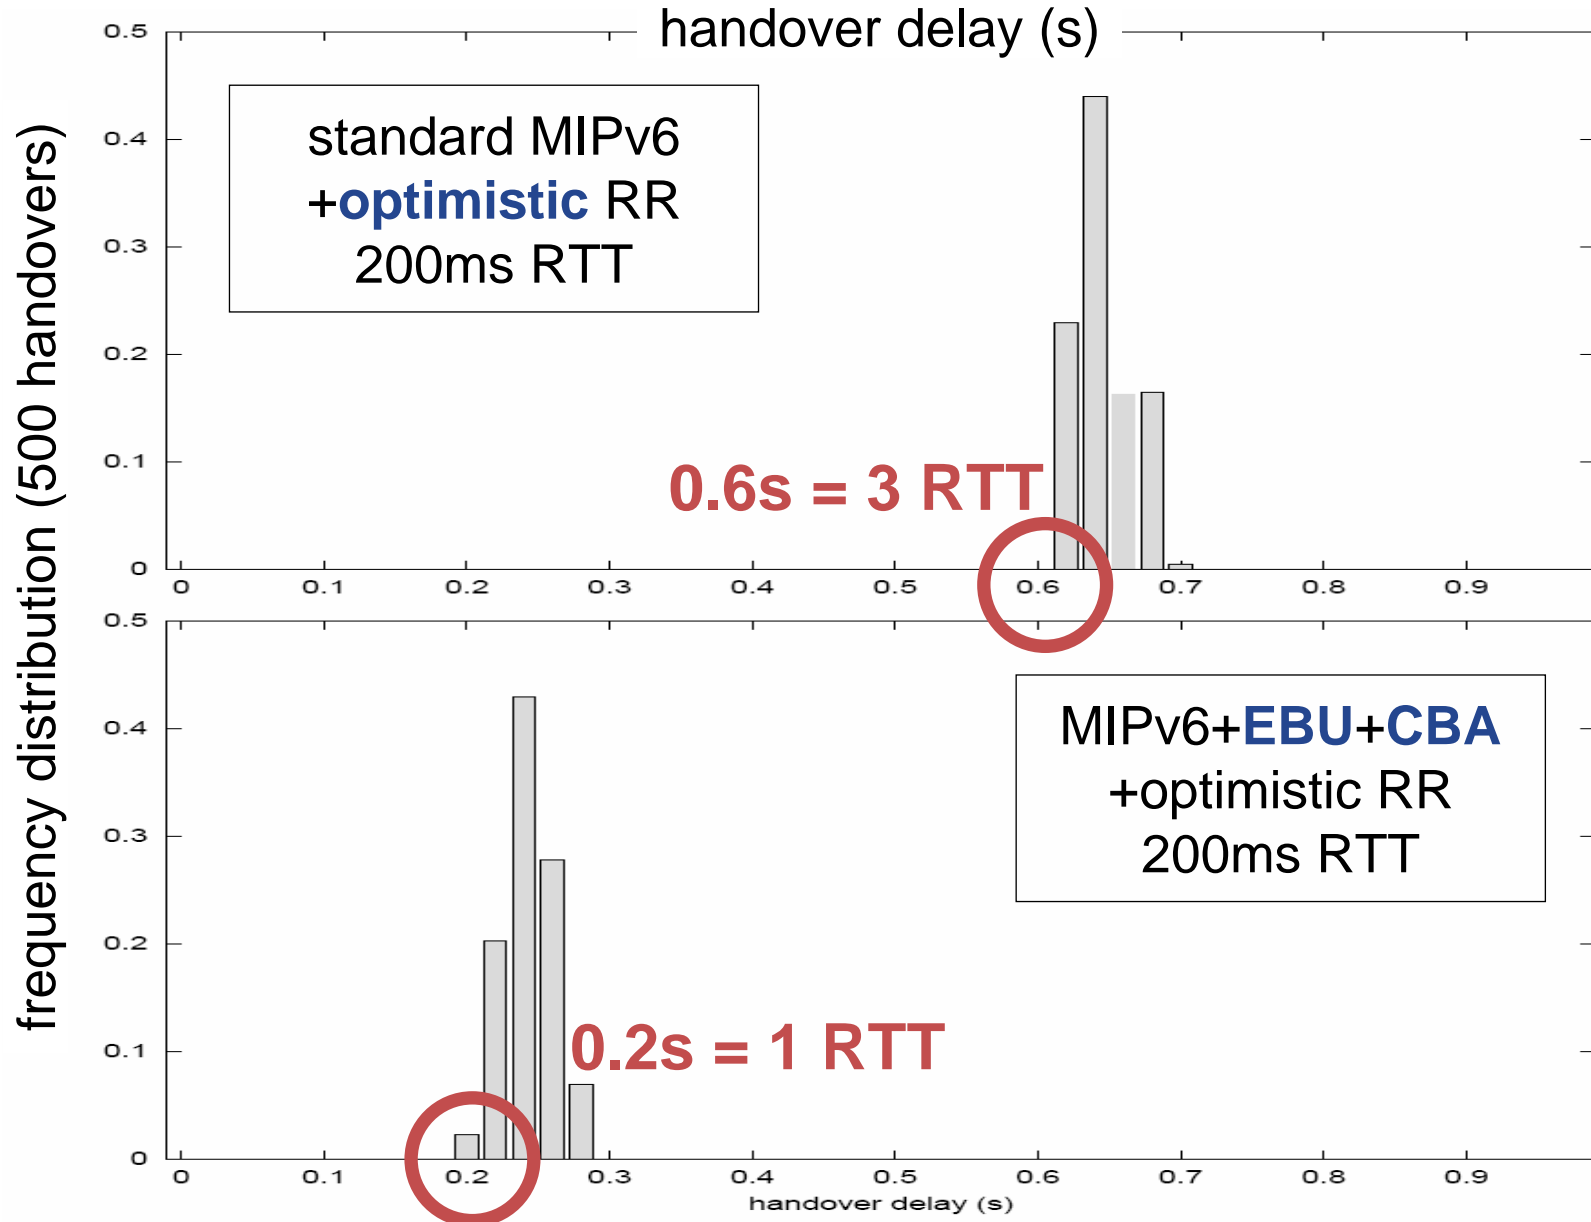 handover delay (s)
frequency distribution (500 handovers)
0.5
0.4
0.3
0.2
0.1
0
standard MIPv6
+optimistic RR
200ms RTT
0.6s = 3 RTT
0 0.1 0.2 0.3 0.4 0.5 0.6 0.7 0.8 0.9
0.5
0.4
0.3
0.2
0.1
0
MIPv6+EBU+CBA
+optimistic RR
200ms RTT
0.2s = 1 RTT
0 0.1 0.2 0.3 0.4 0.5 0.6 0.7 0.8 0.9
handover delay (s)